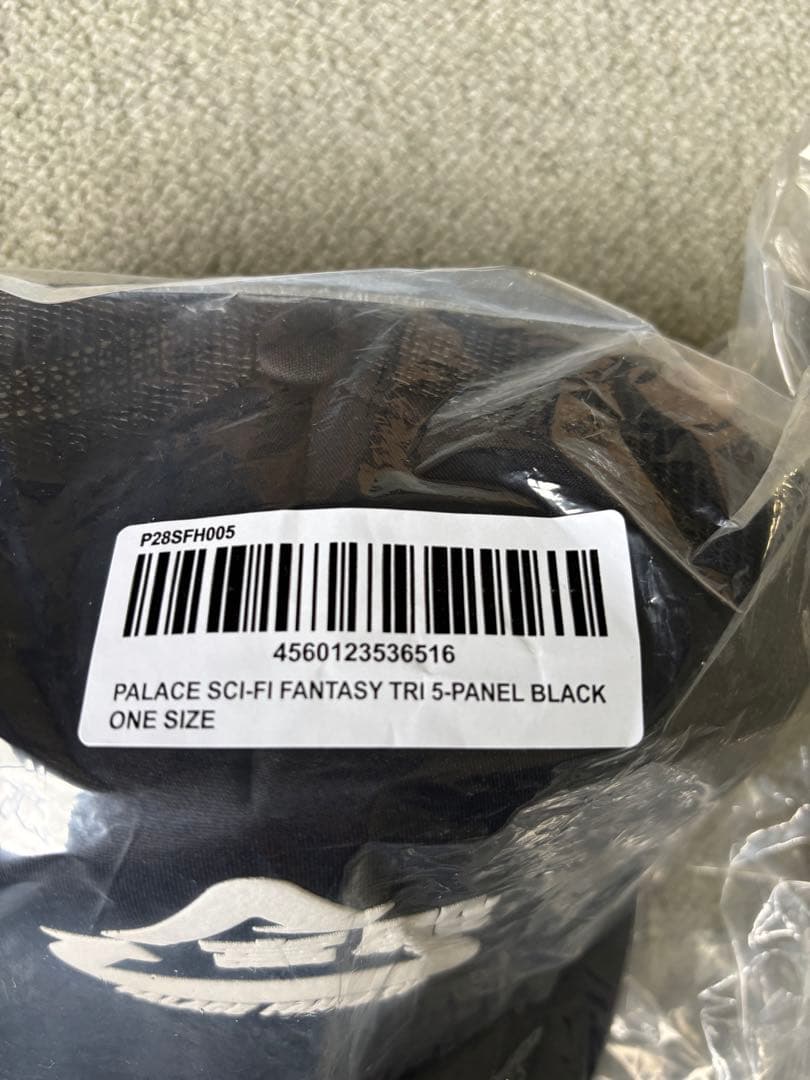 P28SFH005
4560123536516
PALACE SCI-FI FANTASY TRI 5-PANEL BLACK
ONE SIZE